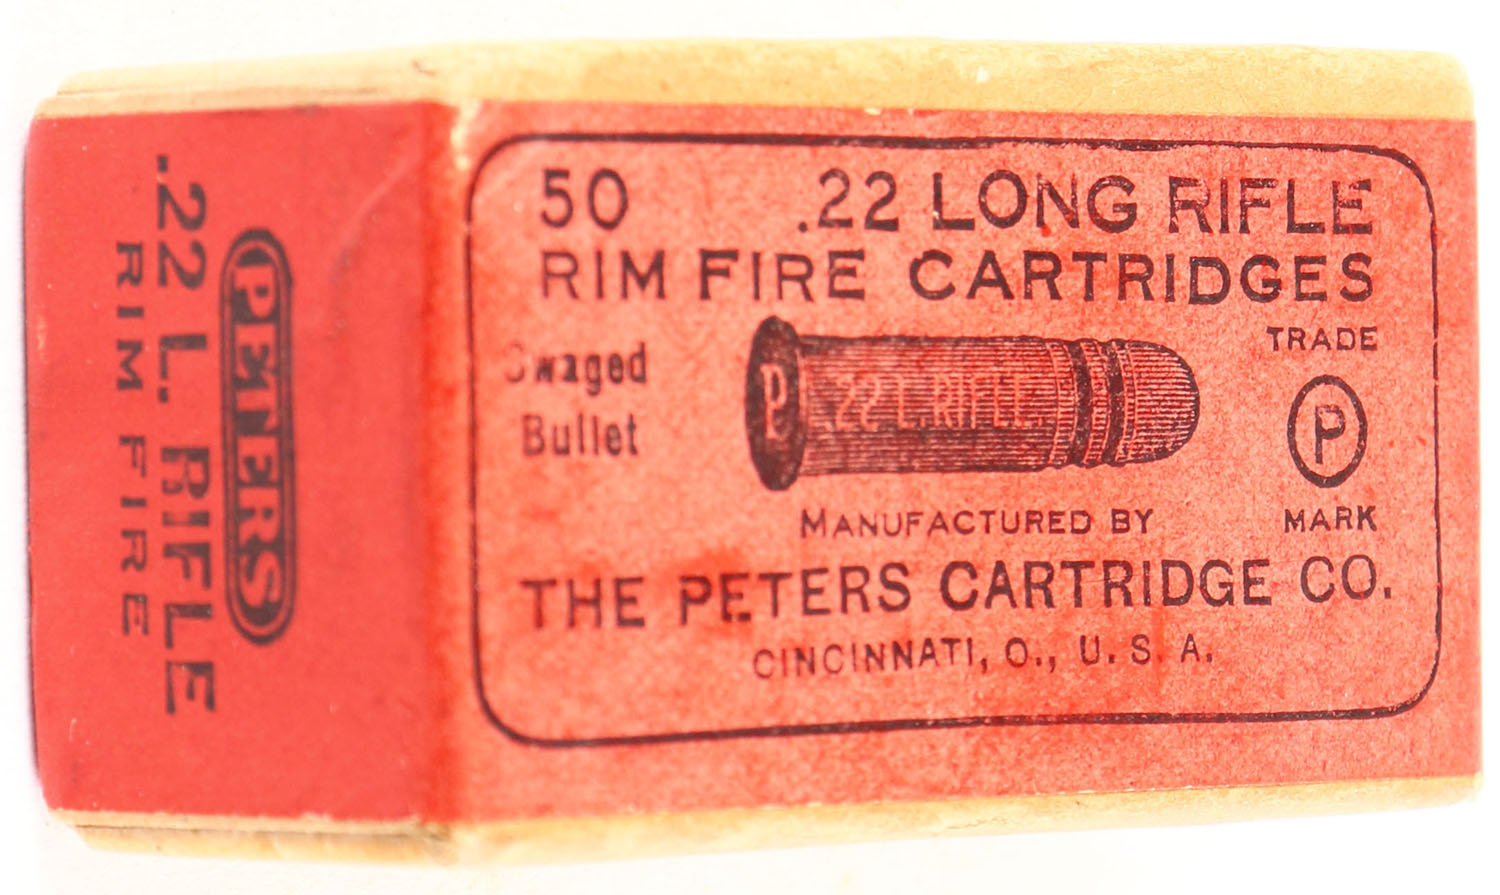 50 .22 LONG RIFLE
RIM FIRE CARTRIDGES
Swaged
Bullet
P .22 L. RIFLE
TRADE
P
MARK
MANUFACTURED BY
THE PETERS CARTRIDGE CO.
CINCINNATI, O., U. S. A.
PETERS
.22 L. RIFLE
RIM FIRE